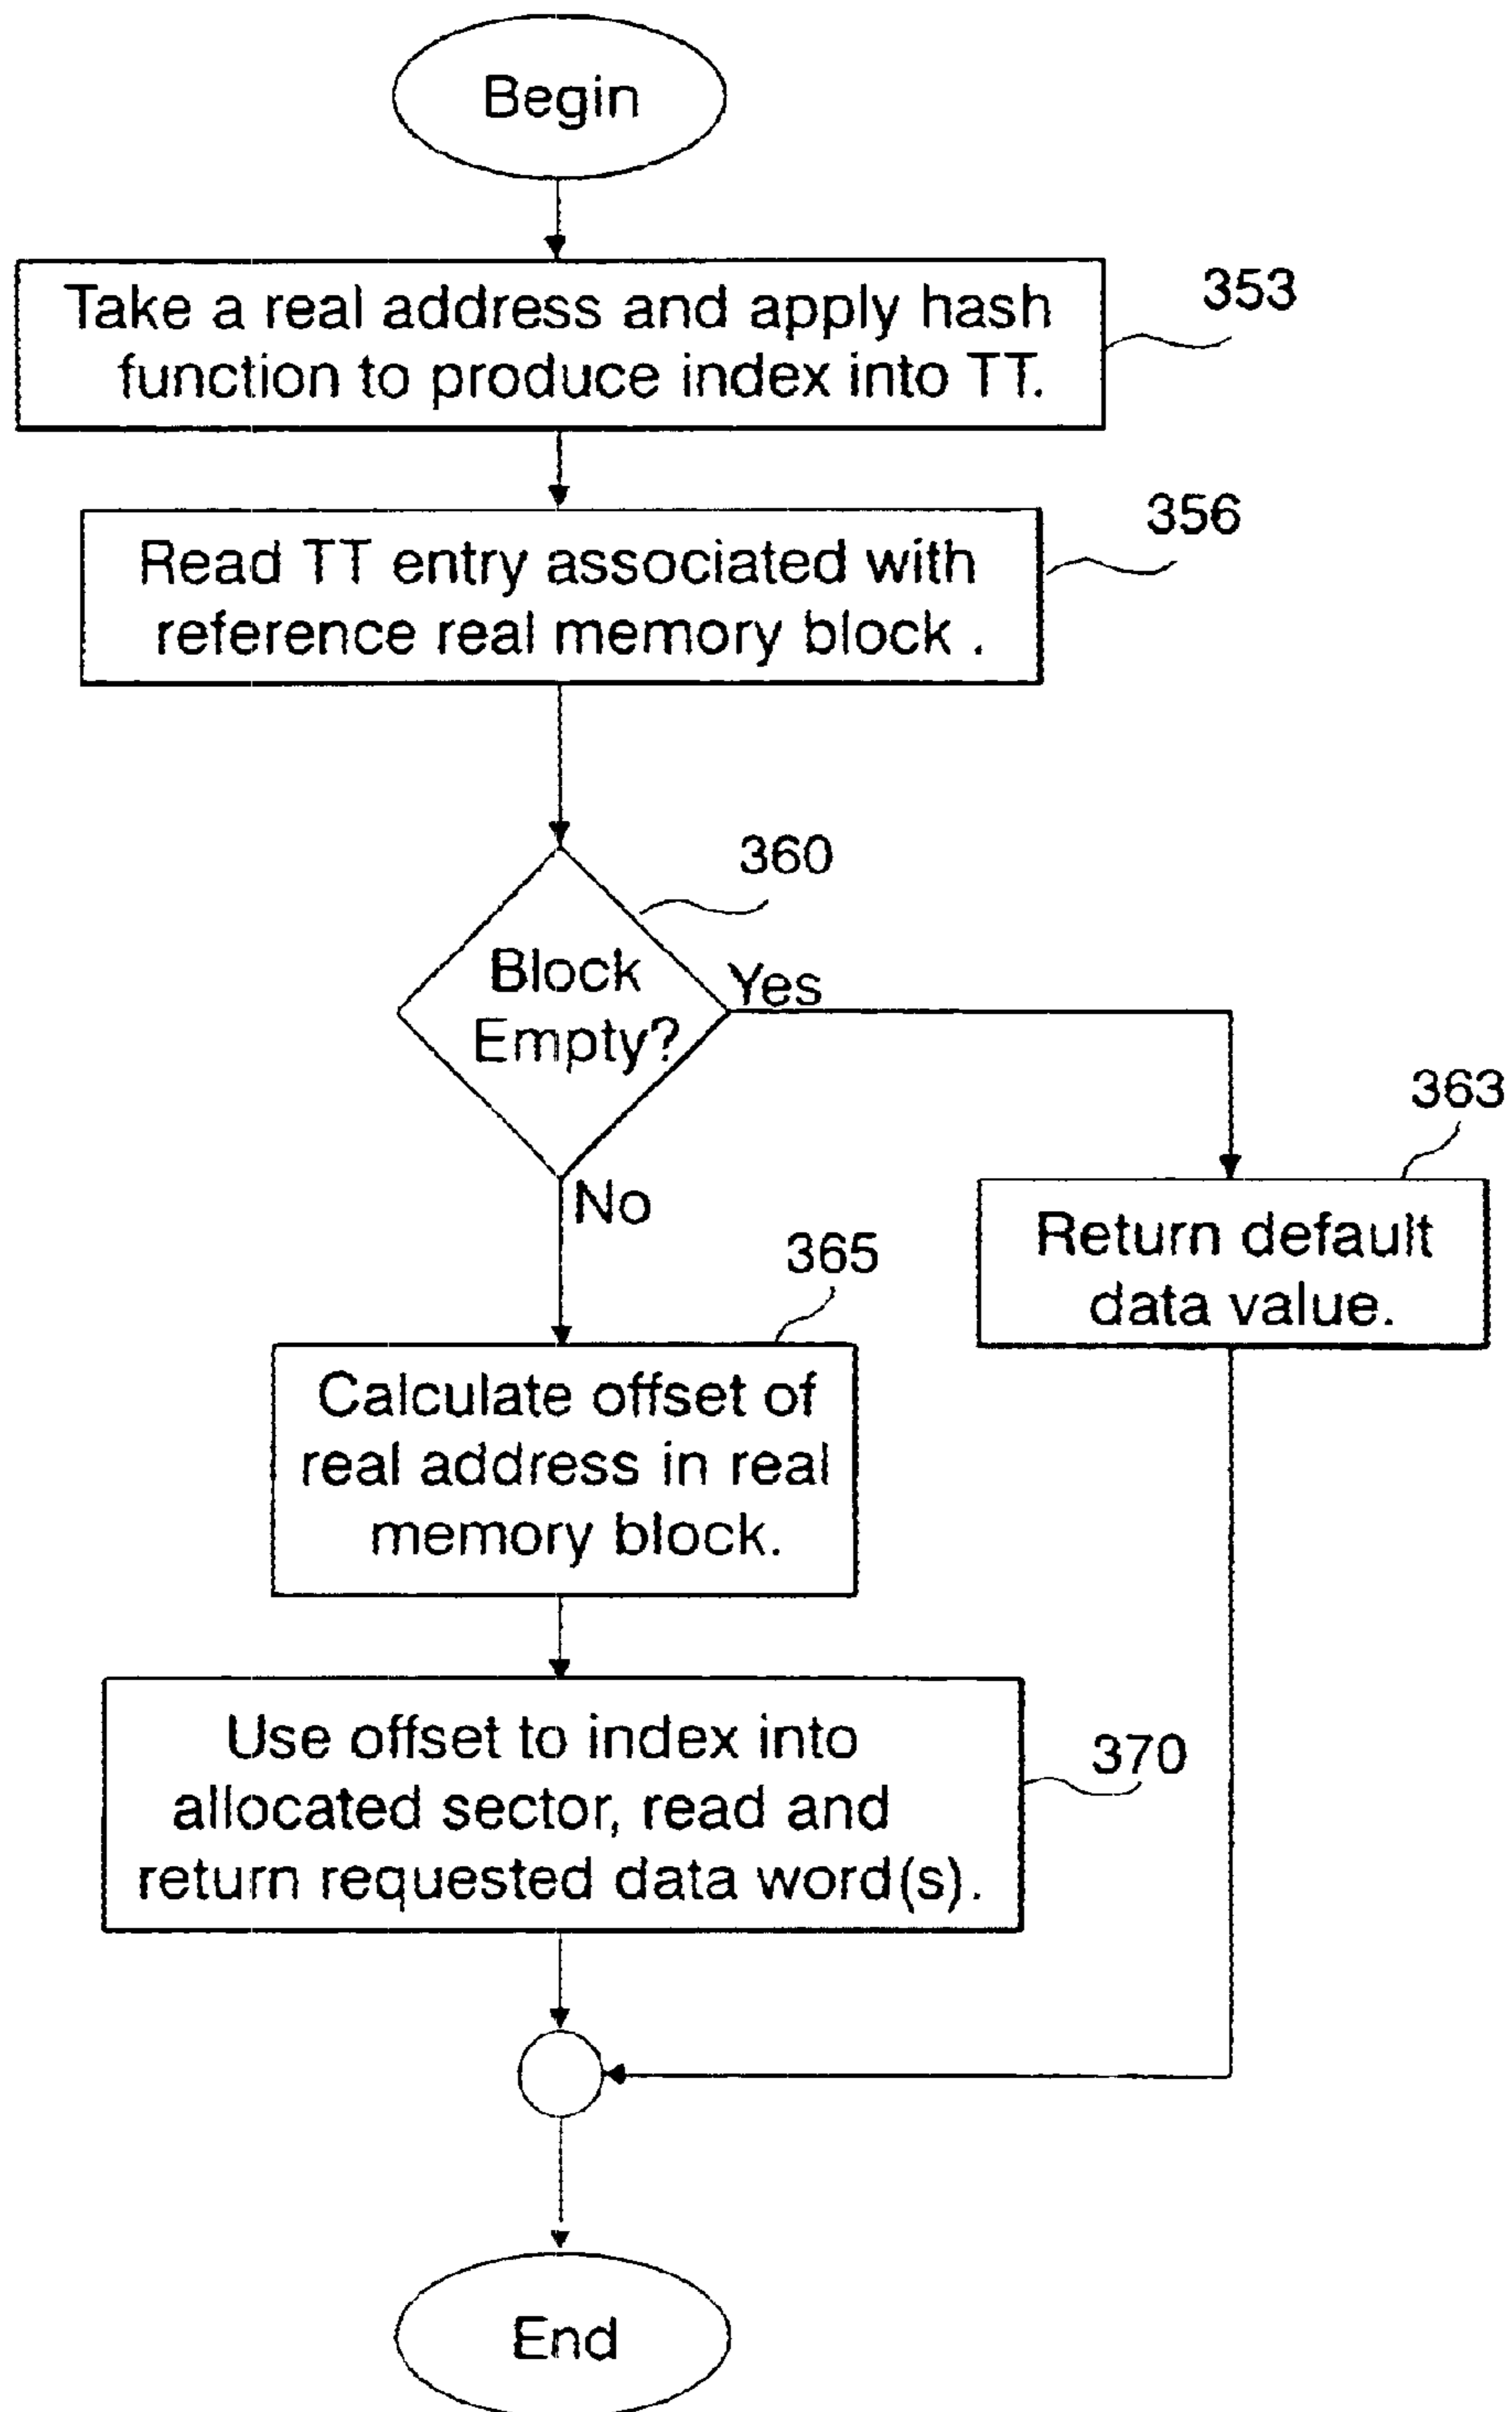 Begin
Take a real address and apply hash
function to produce index into TT.
353
Read TT entry associated with
reference real memory block .
356
360
Block
Empty?
Yes
No
363
Return default
data value.
365
Calculate offset of
real address in real
memory block.
Use offset to index into
allocated sector, read and
return requested data word(s).
370
End